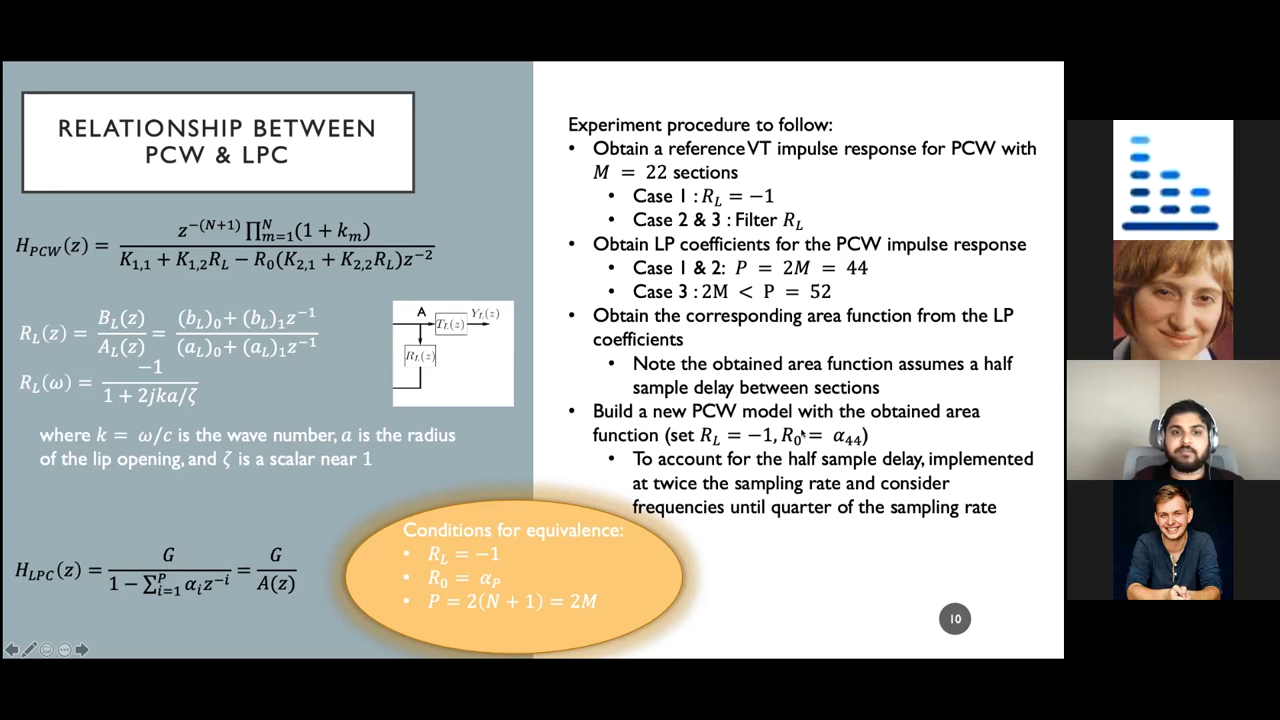 RELATIONSHIP BETWEEN
PCW & LPC
H_PCW(z) = z^{-(N+1)} ∏_{m=1}^{N}(1 + k_m) / K_{1,1} + K_{1,2}R_L − R_0(K_{2,1} + K_{2,2}R_L)z^{-2}
R_L(z) = B_L(z) / A_L(z) = (b_L)_0 + (b_L)_1 z^{-1} / (a_L)_0 + (a_L)_1 z^{-1}
R_L(ω) = −1 / 1 + 2jka/ζ
A
T_L(z)
Y_L(z)
R_L(z)
where k = ω/c is the wave number, a is the radius
of the lip opening, and ζ is a scalar near 1
H_LPC(z) = G / 1 − ∑_{i=1}^{P} α_i z^{-i} = G / A(z)
Conditions for equivalence:
• R_L = −1
• R_0 = α_P
• P = 2(N + 1) = 2M
Experiment procedure to follow:
• Obtain a reference VT impulse response for PCW with
M = 22 sections
• Case 1 : R_L = −1
• Case 2 & 3 : Filter R_L
• Obtain LP coefficients for the PCW impulse response
• Case 1 & 2: P = 2M = 44
• Case 3 : 2M < P = 52
• Obtain the corresponding area function from the LP
coefficients
• Note the obtained area function assumes a half
sample delay between sections
• Build a new PCW model with the obtained area
function (set R_L = −1, R_0 = α_44)
• To account for the half sample delay, implemented
at twice the sampling rate and consider
frequencies until quarter of the sampling rate
10